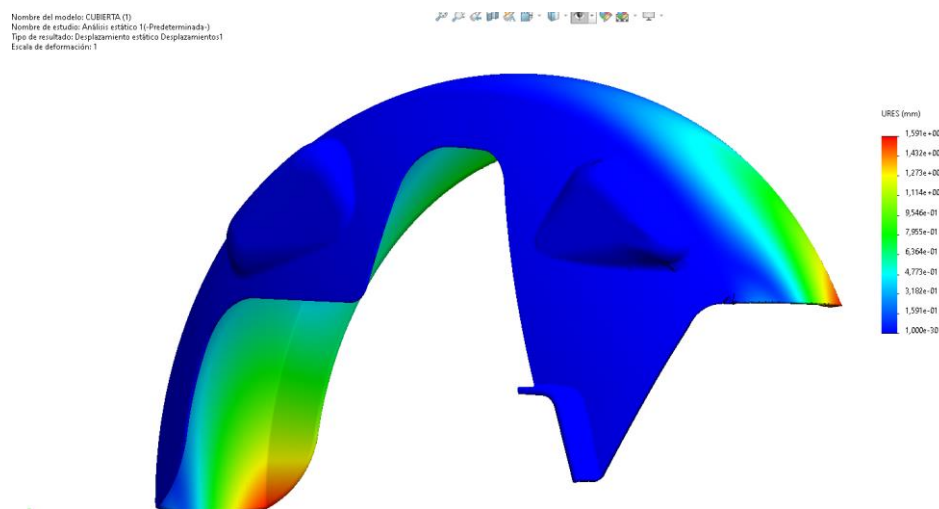 Nombre del modelo: CUBIERTA (1)
Nombre de estudio: Análisis estático 1(-Predeterminada-)
Tipo de resultado: Desplazamiento estático Desplazamientos1
Escala de deformación: 1
URES (mm)
1,591e+00
1,432e+00
1,273e+00
1,114e+00
9,546e-01
7,955e-01
6,364e-01
4,773e-01
3,182e-01
1,591e-01
1,000e-30